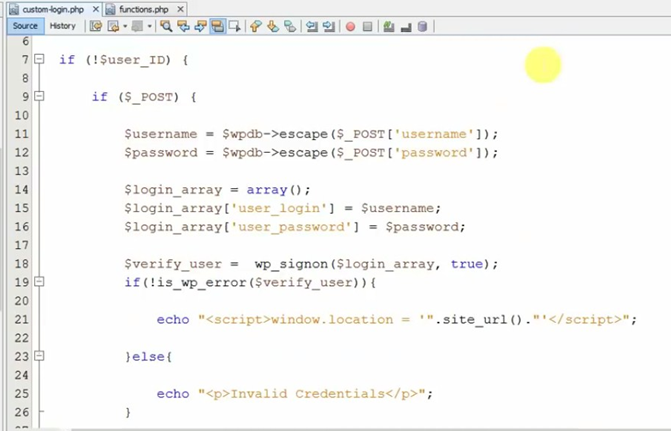 custom-login.php functions.php
Source History
6
7 if (!$user_ID) {
8
9 if ($_POST) {
10
11 $username = $wpdb->escape($_POST['username']);
12 $password = $wpdb->escape($_POST['password']);
13
14 $login_array = array();
15 $login_array['user_login'] = $username;
16 $login_array['user_password'] = $password;
17
18 $verify_user =  wp_signon($login_array, true);
19 if(!is_wp_error($verify_user)){
20
21 echo "<script>window.location = '".site_url()."'</script>";
22
23 }else{
24
25 echo "<p>Invalid Credentials</p>";
26 }